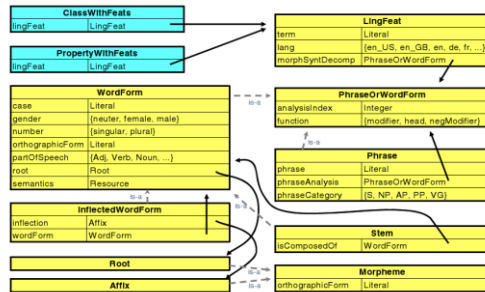 ClassWithFeats
lingFeat LingFeat
PropertyWithFeats
lingFeat LingFeat
LingFeat
term Literal
lang {en_US, en_GB, en, de, fr, ...}
morphSyntDecomp PhraseOrWordForm
WordForm
case Literal
gender {neuter, female, male}
number {singular, plural}
orthographicForm Literal
partOfSpeech {Adj, Verb, Noun, ...}
root Root
semantics Resource
is-a
PhraseOrWordForm
analysisIndex Integer
function {modifier, head, negModifier}
is-a
Phrase
phrase Literal
phraseAnalysis PhraseOrWordForm
phraseCategory {S, NP, AP, PP, VG}
is-a
is-a
InflectedWordForm
inflection Affix
wordForm WordForm
Stem
isComposedOf WordForm
Root
is-a
Affix
is-a
Morpheme
orthographicForm Literal